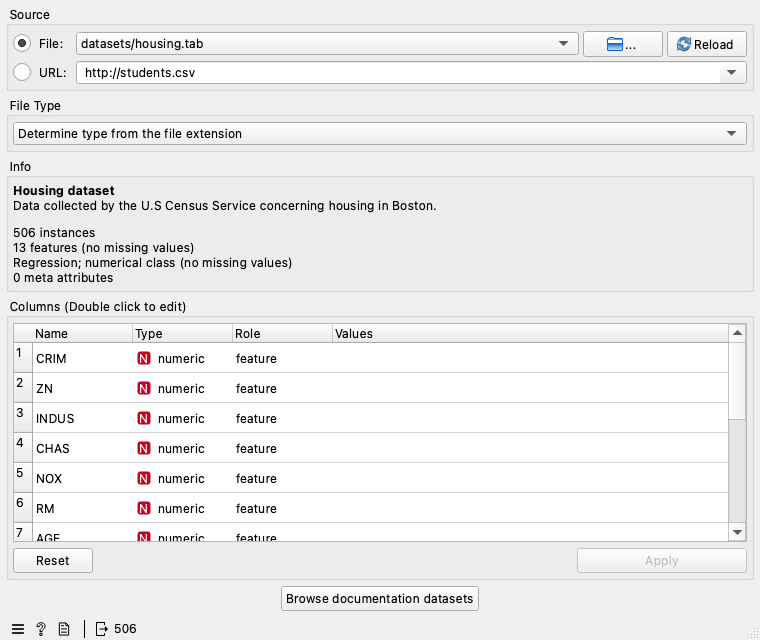 Source
File: datasets/housing.tab ... Reload
URL: http://students.csv
File Type
Determine type from the file extension
Info
Housing dataset
Data collected by the U.S Census Service concerning housing in Boston.
506 instances
13 features (no missing values)
Regression; numerical class (no missing values)
0 meta attributes
Columns (Double click to edit)
Name Type Role Values
1 CRIM N numeric feature
2 ZN N numeric feature
3 INDUS N numeric feature
4 CHAS N numeric feature
5 NOX N numeric feature
6 RM N numeric feature
7 AGE N numeric feature
Reset Apply
Browse documentation datasets
? 506